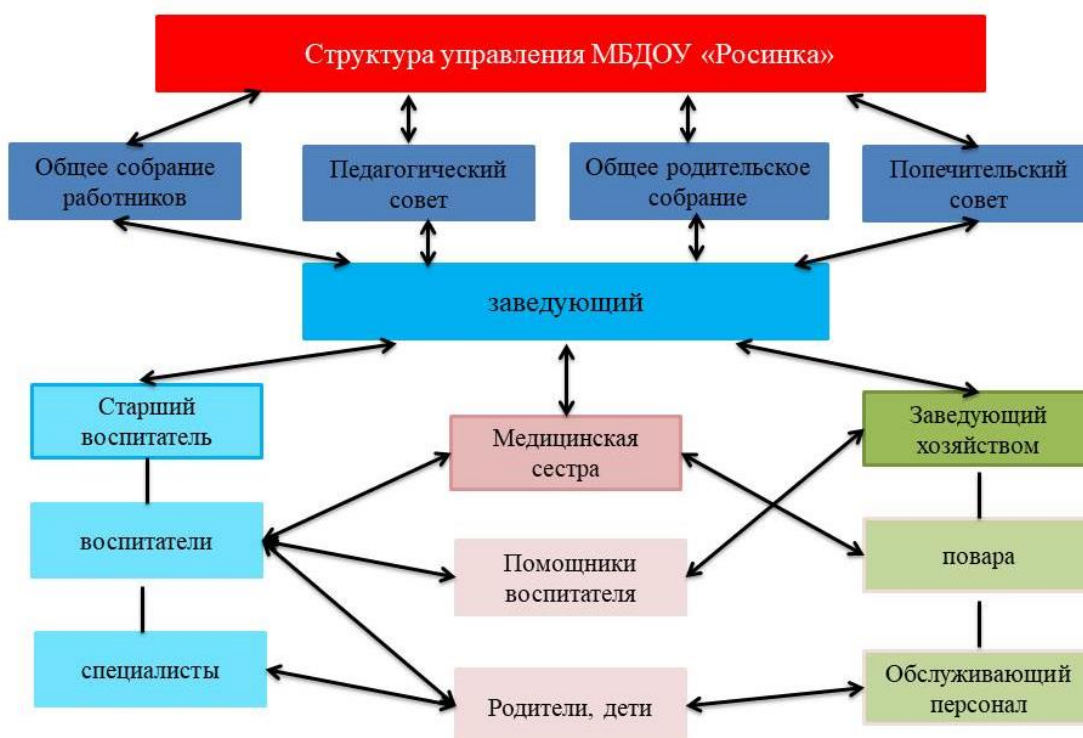 Структура управления МБДОУ «Росинка»
Общее собрание
работников
Педагогический
совет
Общее родительское
собрание
Попечительский
совет
заведующий
Старший
воспитатель
Медицинская
сестра
Заведующий
хозяйством
воспитатели
Помощники
воспитателя
повара
специалисты
Родители, дети
Обслуживающий
персонал